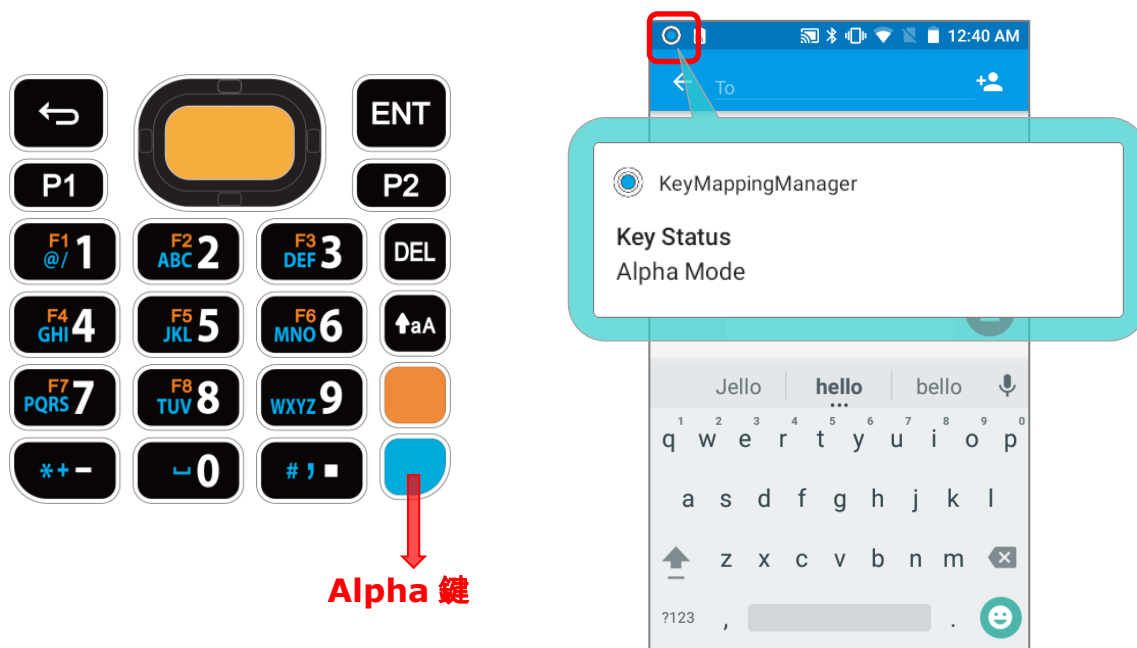 ENT
P1
P2
F1
@/ 1
F2
ABC 2
F3
DEF 3
DEL
F4
GHI 4
F5
JKL 5
F6
MNO 6
aA
F7
PQRS 7
F8
TUV 8
WXYZ 9
*+-
0
# ,
Alpha 鍵
12:40 AM
To
KeyMappingManager
Key Status
Alpha Mode
Jello hello bello
1 2 3 4 5 6 7 8 9 0
q w e r t y u i o p
a s d f g h j k l
z x c v b n m
?123 , .